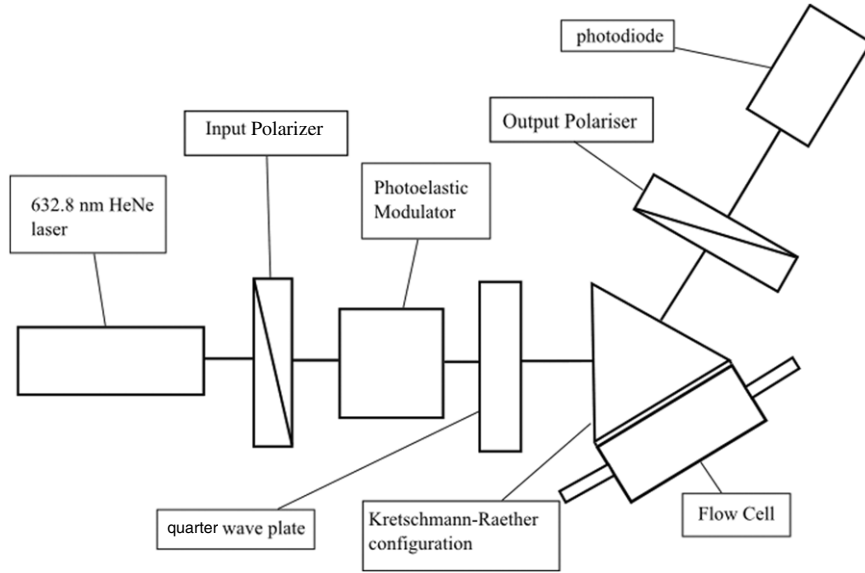 photodiode
Input Polarizer
Output Polariser
Photoelastic
Modulator
632.8 nm HeNe
laser
quarter wave plate
Kretschmann-Raether
configuration
Flow Cell